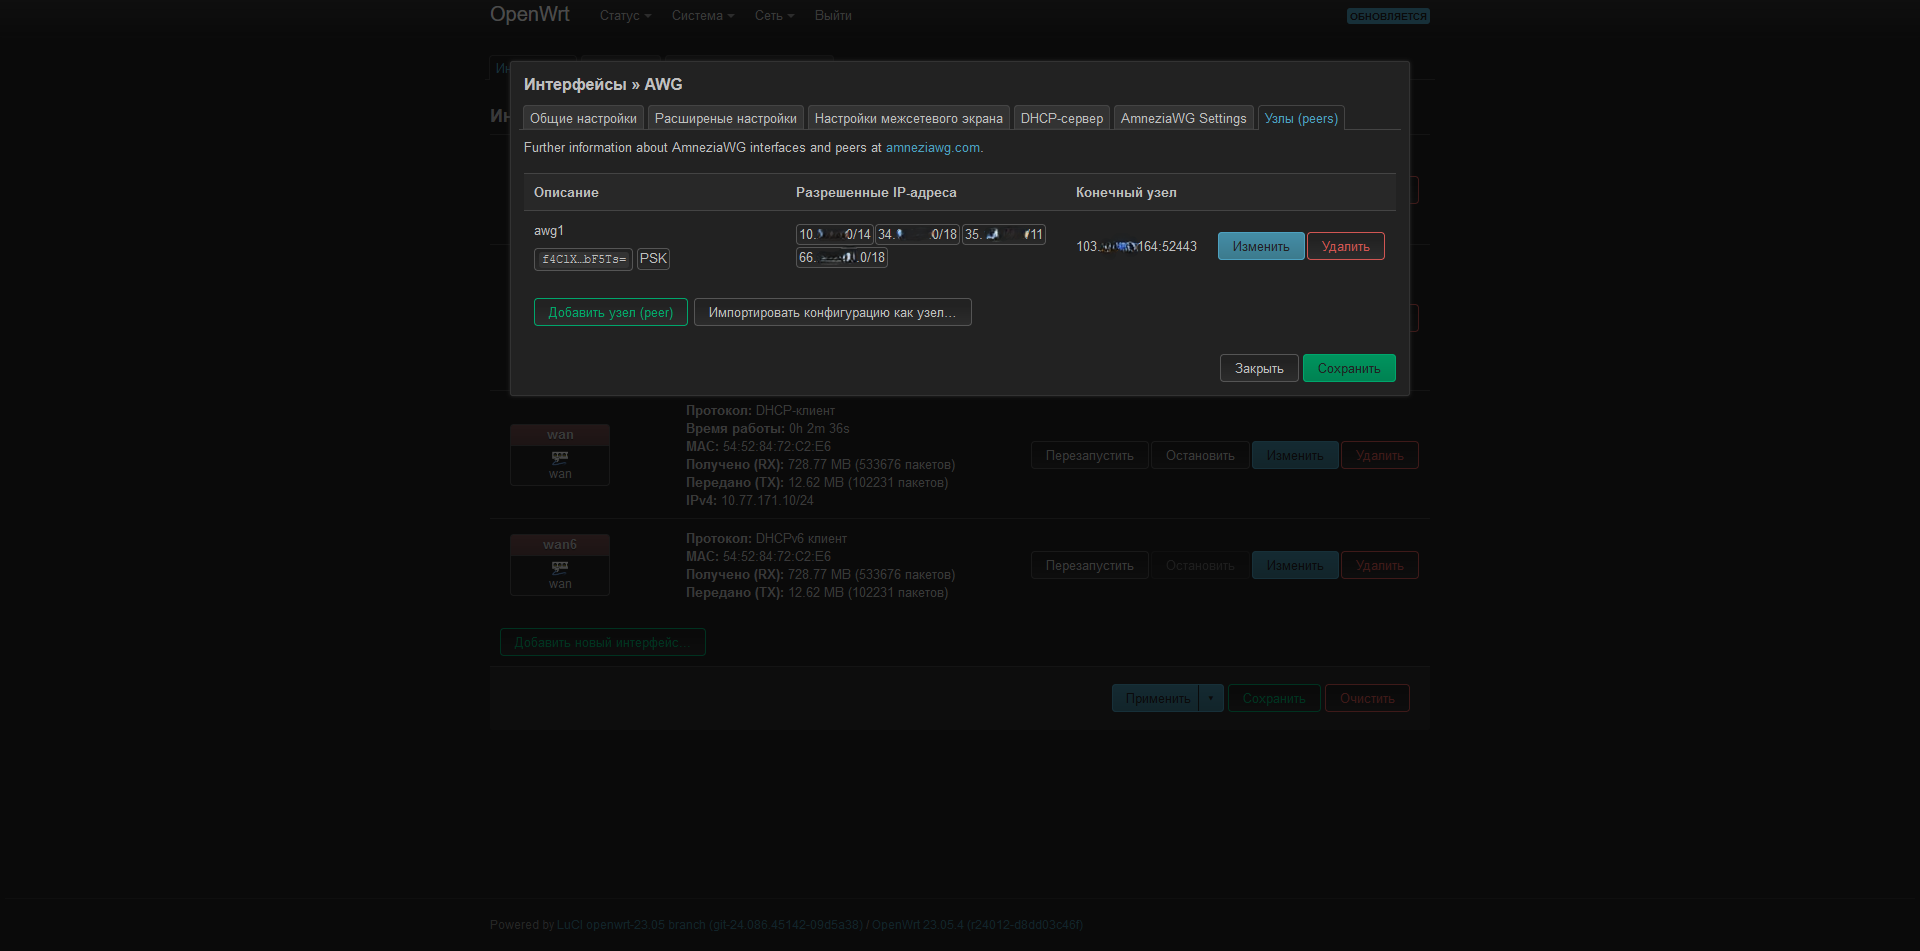 OpenWrt Статус Система Сеть Выйти ОБНОВЛЯЕТСЯ
Интерфейсы » AWG
Общие настройки Расширеные настройки Настройки межсетевого экрана DHCP-сервер AmneziaWG Settings Узлы (peers)
Further information about AmneziaWG interfaces and peers at amneziawg.com.
Описание Разрешенные IP-адреса Конечный узел
awg1
10. 0/14 34. 0/18 35. /11
103. 164:52443 Изменить Удалить
f4ClX…bF5Ts= PSK
66. .0/18
Добавить узел (peer) Импортировать конфигурацию как узел…
Закрыть Сохранить
Протокол: DHCP-клиент
Время работы: 0h 2m 36s
MAC: 54:52:84:72:C2:E6
Получено (RX): 728.77 MB (533676 пакетов)
Передано (TX): 12.62 MB (102231 пакетов)
IPv4: 10.77.171.10/24
wan
wan
Перезапустить Остановить Изменить Удалить
Протокол: DHCPv6 клиент
MAC: 54:52:84:72:C2:E6
Получено (RX): 728.77 MB (533676 пакетов)
Передано (TX): 12.62 MB (102231 пакетов)
wan6
wan
Перезапустить Остановить Изменить Удалить
Добавить новый интерфейс…
Применить Сохранить Очистить
Powered by LuCI openwrt-23.05 branch (git-24.086.45142-09d5a38) / OpenWrt 23.05.4 (r24012-d8dd03c46f)